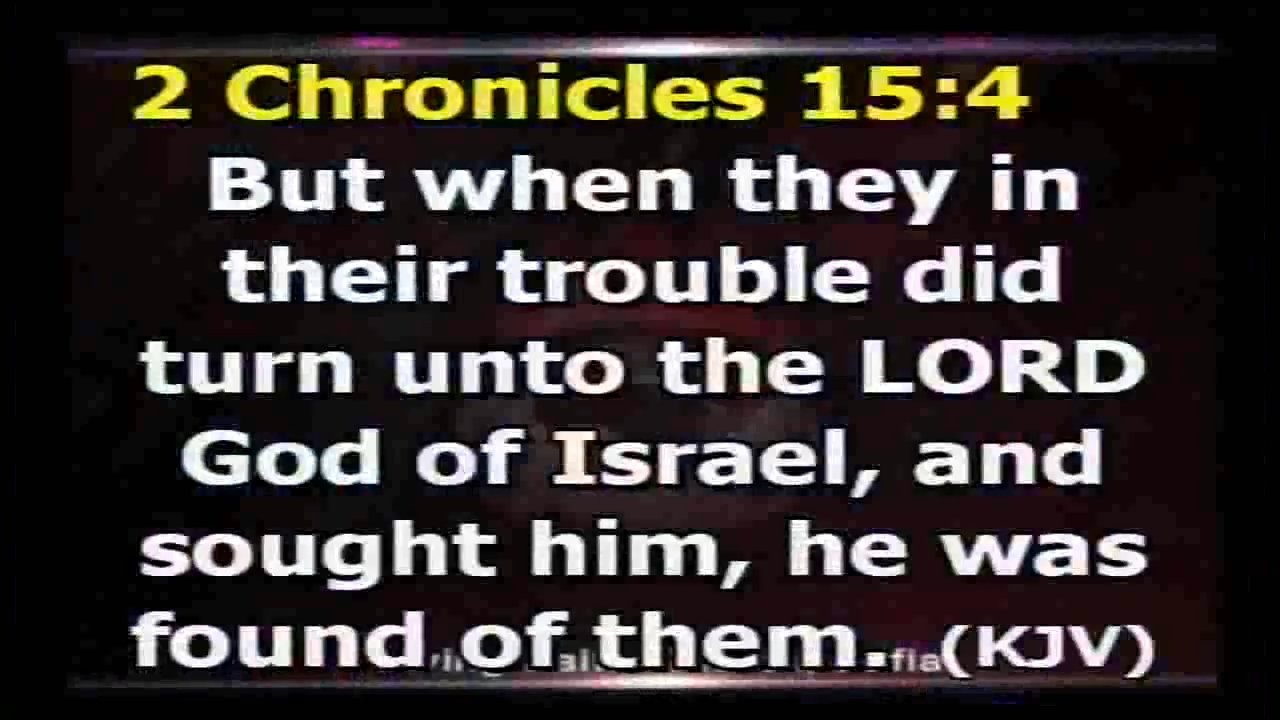 2 Chronicles 15:4
But when they in
their trouble did
turn unto the LORD
God of Israel, and
sought him, he was
found of them. (KJV)